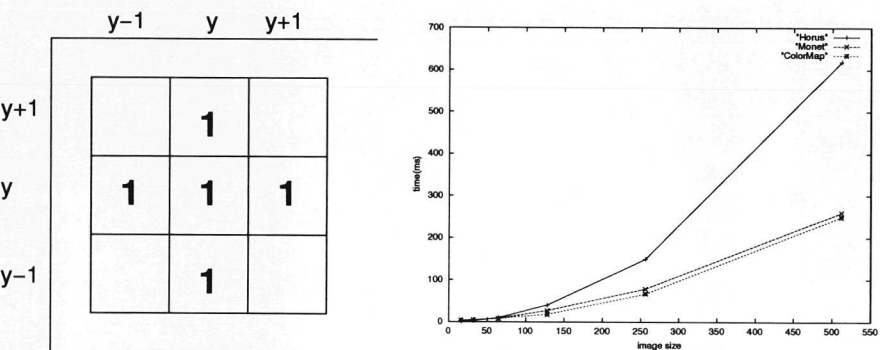 y−1 y y+1
y+1
1
y
1 1 1
y−1
1
700
600
500
400
300
200
100
0
time(ms)
"Horus"
"Monet"
"ColorMap"
0 50 100 150 200 250 300 350 400 450 500 550
image size